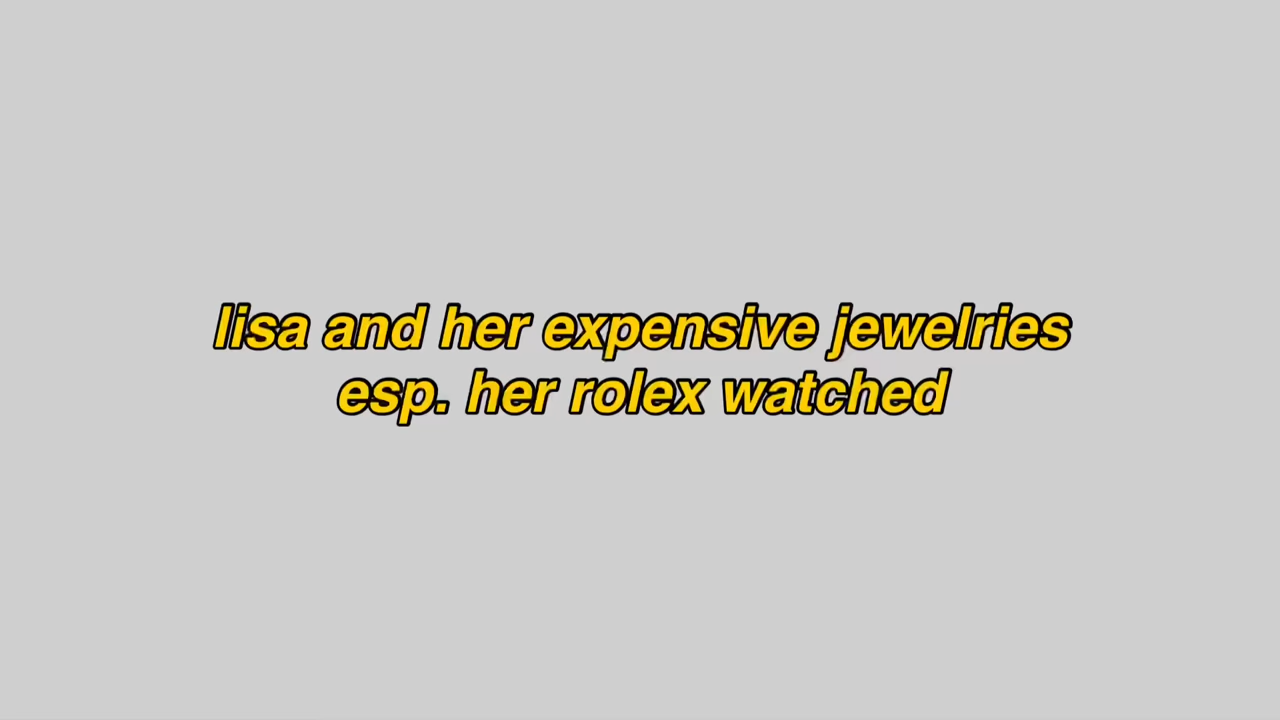 lisa and her expensive jewelries
esp. her rolex watched